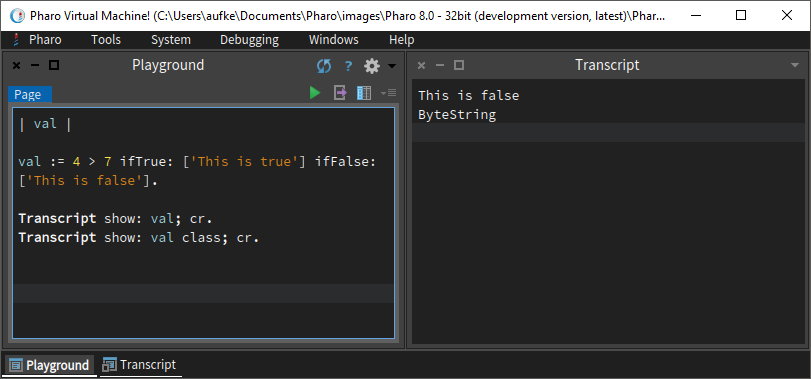 Pharo Virtual Machine! (C:\Users\aufke\Documents\Pharo\images\Pharo 8.0 - 32bit (development version, latest)\Phar...
Pharo Tools System Debugging Windows Help
Playground
?
Page
| val |
val := 4 > 7 ifTrue: ['This is true'] ifFalse:
['This is false'].
Transcript show: val; cr.
Transcript show: val class; cr.
Transcript
This is false
ByteString
Playground Transcript